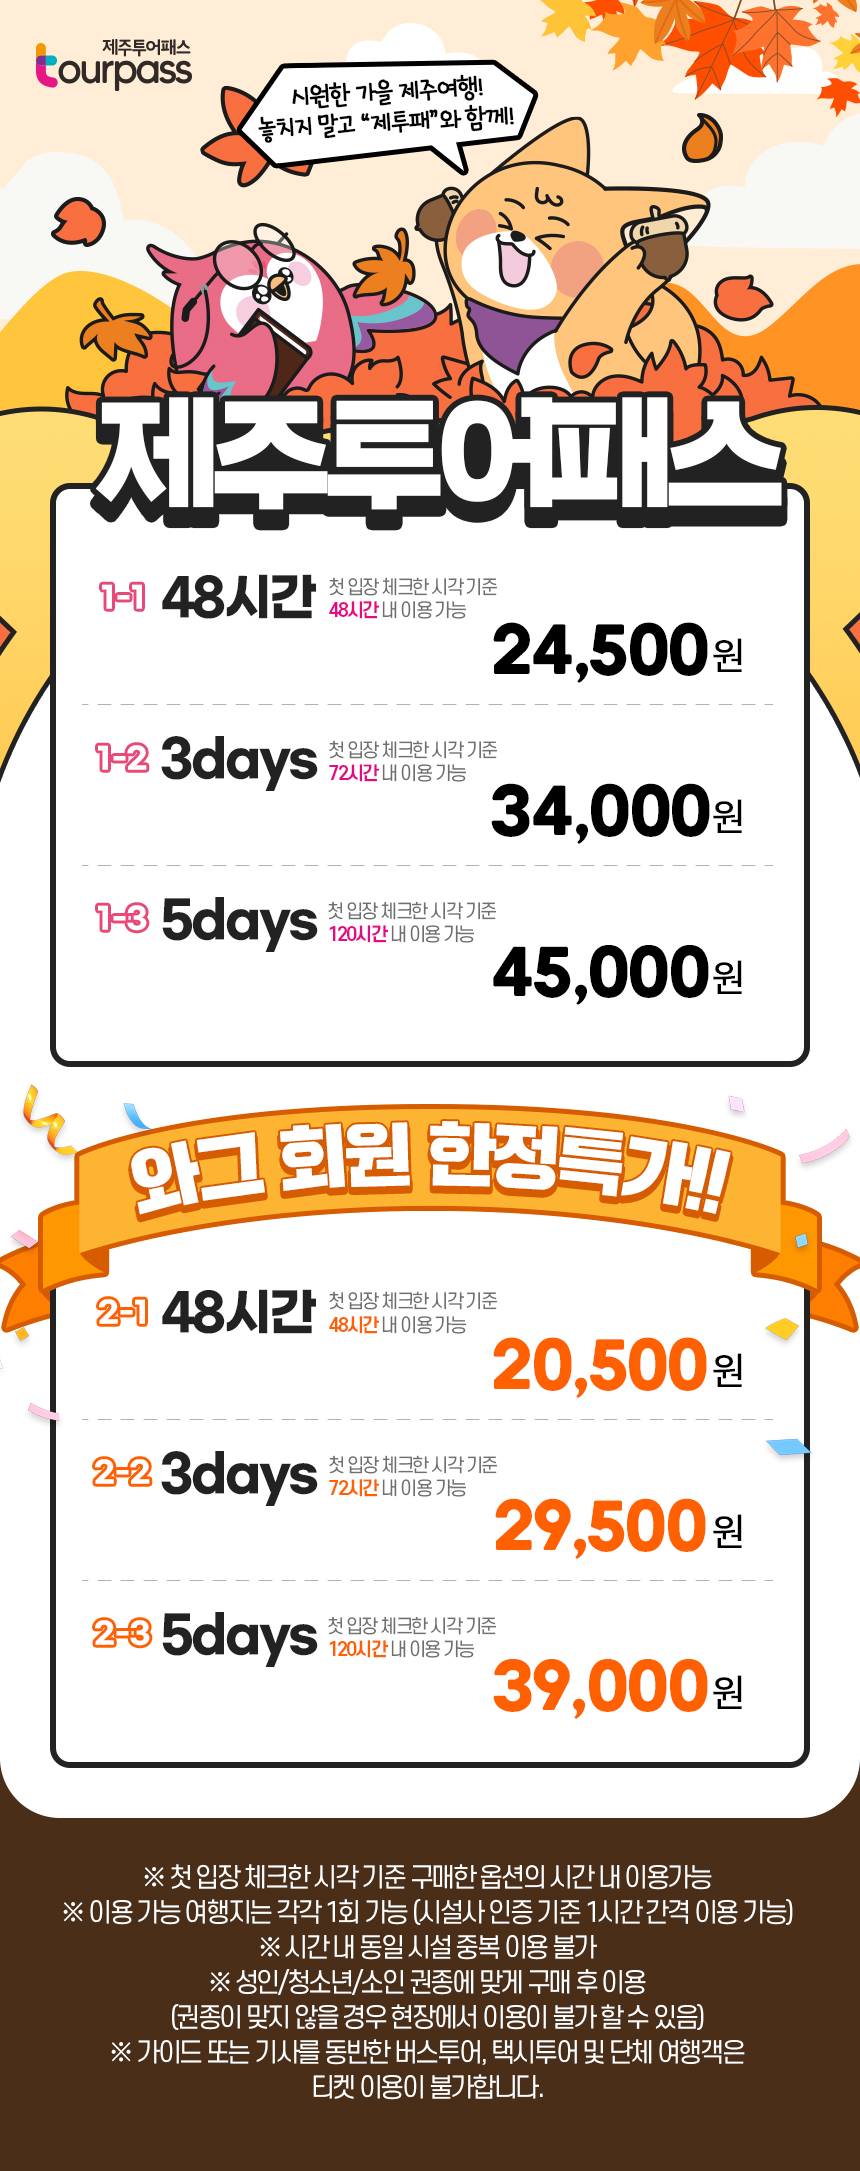 제주투어패스
tourpass
시원한 가을 제주여행!
놓치지 말고 “제투패”와 함께!
제주투어패스
1-1 48시간 첫 입장 체크한 시각 기준
48시간 내 이용 가능
24,500원
1-2 3days 첫 입장 체크한 시각 기준
72시간 내 이용 가능
34,000원
1-3 5days 첫 입장 체크한 시각 기준
120시간 내 이용 가능
45,000원
와그 회원 한정특가!!
2-1 48시간 첫 입장 체크한 시각 기준
48시간 내 이용 가능
20,500원
2-2 3days 첫 입장 체크한 시각 기준
72시간 내 이용 가능
29,500원
2-3 5days 첫 입장 체크한 시각 기준
120시간 내 이용 가능
39,000원
※ 첫 입장 체크한 시각 기준 구매한 옵션의 시간 내 이용가능
※ 이용 가능 여행지는 각각 1회 가능 (시설사 인증 기준 1시간 간격 이용 가능)
※ 시간 내 동일 시설 중복 이용 불가
※ 성인/청소년/소인 권종에 맞게 구매 후 이용
(권종이 맞지 않을 경우 현장에서 이용이 불가 할 수 있음)
※ 가이드 또는 기사를 동반한 버스투어, 택시투어 및 단체 여행객은
티켓 이용이 불가합니다.